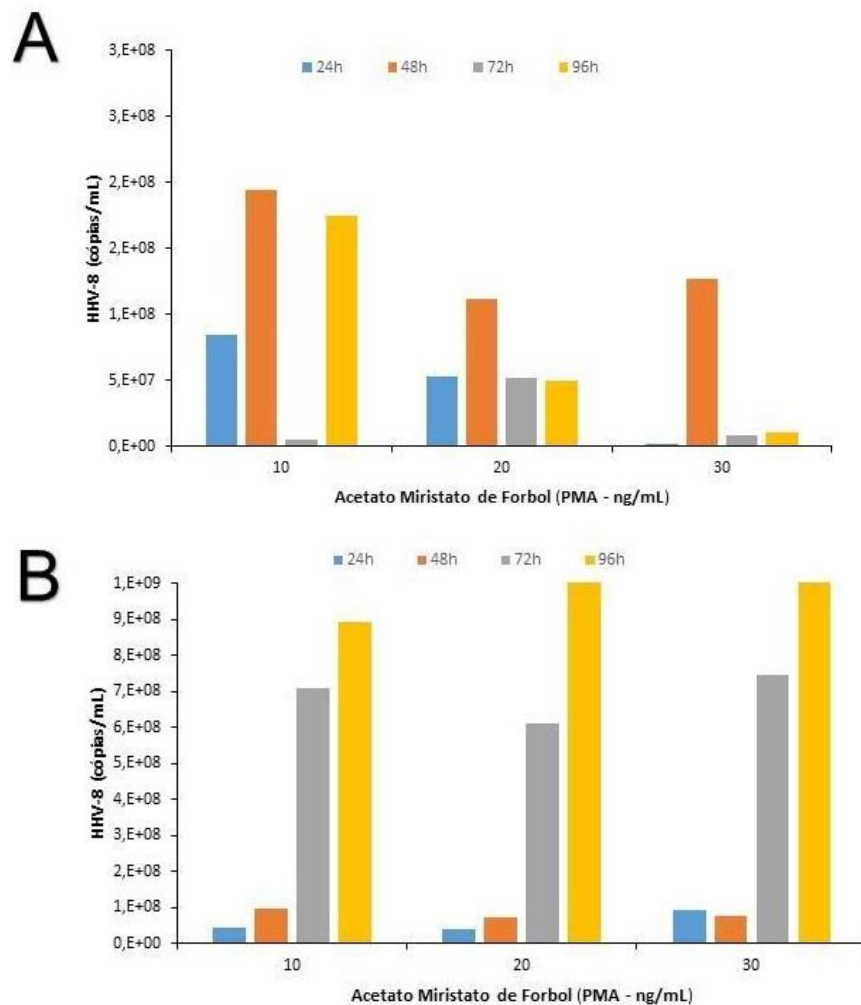 A
24h 48h 72h 96h
3,E+08
3,E+08
2,E+08
2,E+08
1,E+08
5,E+07
0,E+00
HHV-8 (cópias/mL)
10 20 30
Acetato Miristato de Forbol (PMA - ng/mL)
B
24h 48h 72h 96h
1,E+09
9,E+08
8,E+08
7,E+08
6,E+08
5,E+08
4,E+08
3,E+08
2,E+08
1,E+08
0,E+00
HHV-8 (cópias/mL)
10 20 30
Acetato Miristato de Forbol (PMA - ng/mL)